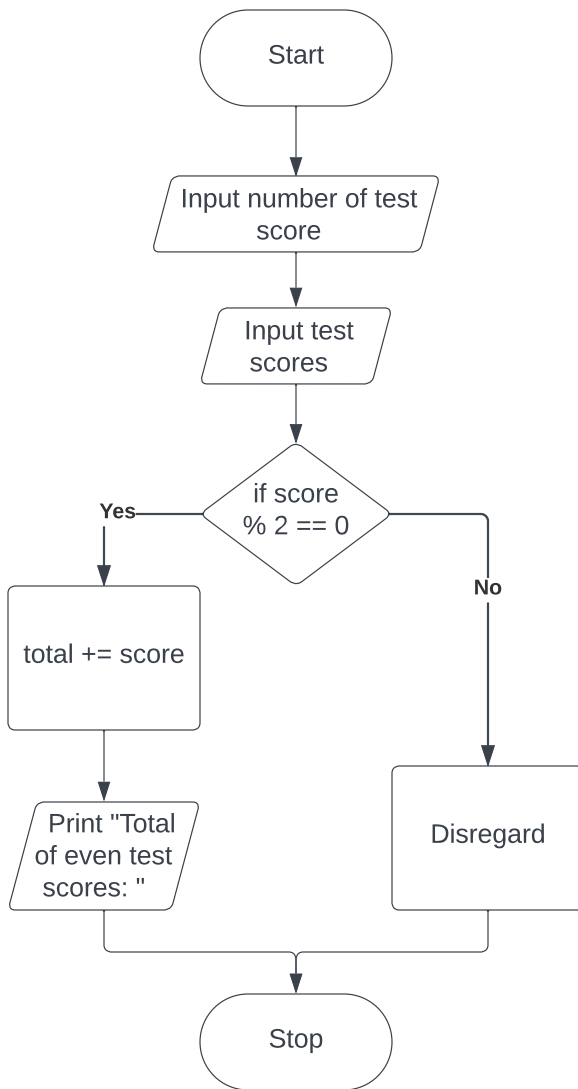 Start
Input number of test
score
Input test
scores
if score
% 2 == 0
Yes
No
total += score
Print "Total
of even test
scores: "
Disregard
Stop